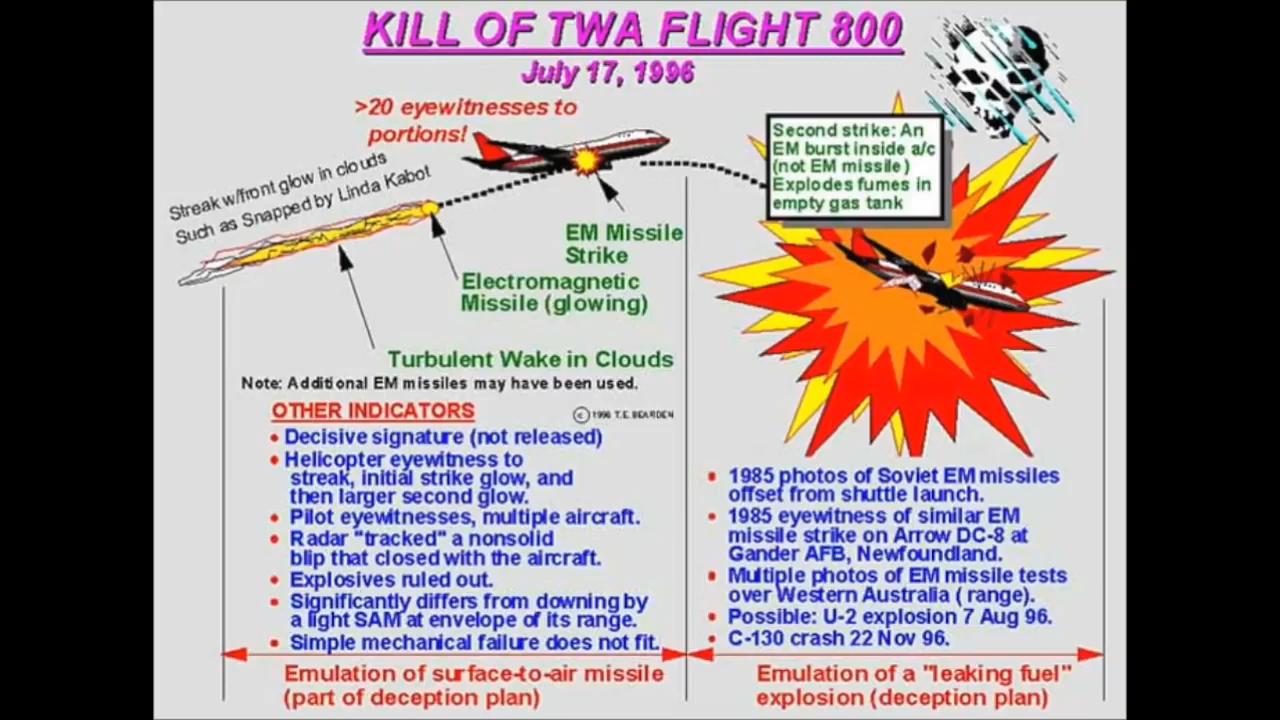 KILL OF TWA FLIGHT 800
July 17, 1996
>20 eyewitnesses to
portions!
Streak w/front glow in clouds
Such as Snapped by Linda Kabot
Second strike: An
EM burst inside a/c
(not EM missile)
Explodes fumes in
empty gas tank
EM Missile
Strike
Electromagnetic
Missile (glowing)
Turbulent Wake in Clouds
Note: Additional EM missiles may have been used.
OTHER INDICATORS
© 1996 T.E. BEARDEN
• Decisive signature (not released)
• Helicopter eyewitness to
streak, initial strike glow, and
then larger second glow.
• Pilot eyewitnesses, multiple aircraft.
• Radar "tracked" a nonsolid
blip that closed with the aircraft.
• Explosives ruled out.
• Significantly differs from downing by
a light SAM at envelope of its range.
• Simple mechanical failure does not fit.
Emulation of surface-to-air missile
(part of deception plan)
• 1985 photos of Soviet EM missiles
offset from shuttle launch.
• 1985 eyewitness of similar EM
missile strike on Arrow DC-8 at
Gander AFB, Newfoundland.
• Multiple photos of EM missile tests
over Western Australia ( range).
• Possible: U-2 explosion 7 Aug 96.
• C-130 crash 22 Nov 96.
Emulation of a "leaking fuel"
explosion (deception plan)